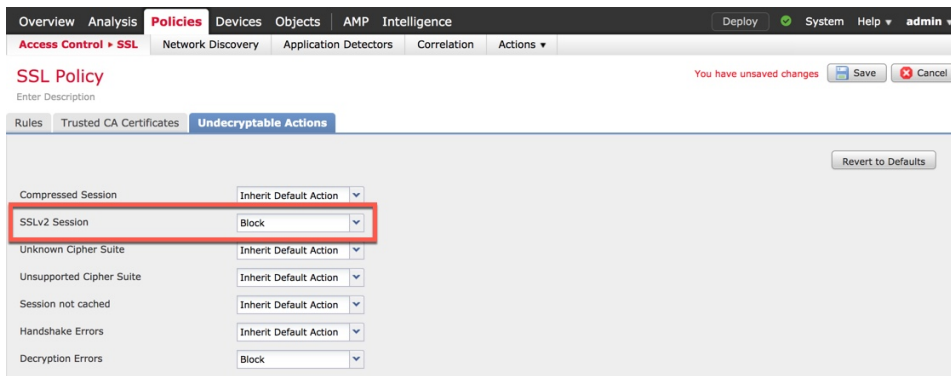 Overview Analysis Policies Devices Objects AMP Intelligence Deploy System Help admin
Access Control ▸ SSL Network Discovery Application Detectors Correlation Actions ▾
SSL Policy
You have unsaved changes Save Cancel
Enter Description
Rules Trusted CA Certificates Undecryptable Actions
Revert to Defaults
Compressed Session Inherit Default Action
SSLv2 Session Block
Unknown Cipher Suite Inherit Default Action
Unsupported Cipher Suite Inherit Default Action
Session not cached Inherit Default Action
Handshake Errors Inherit Default Action
Decryption Errors Block